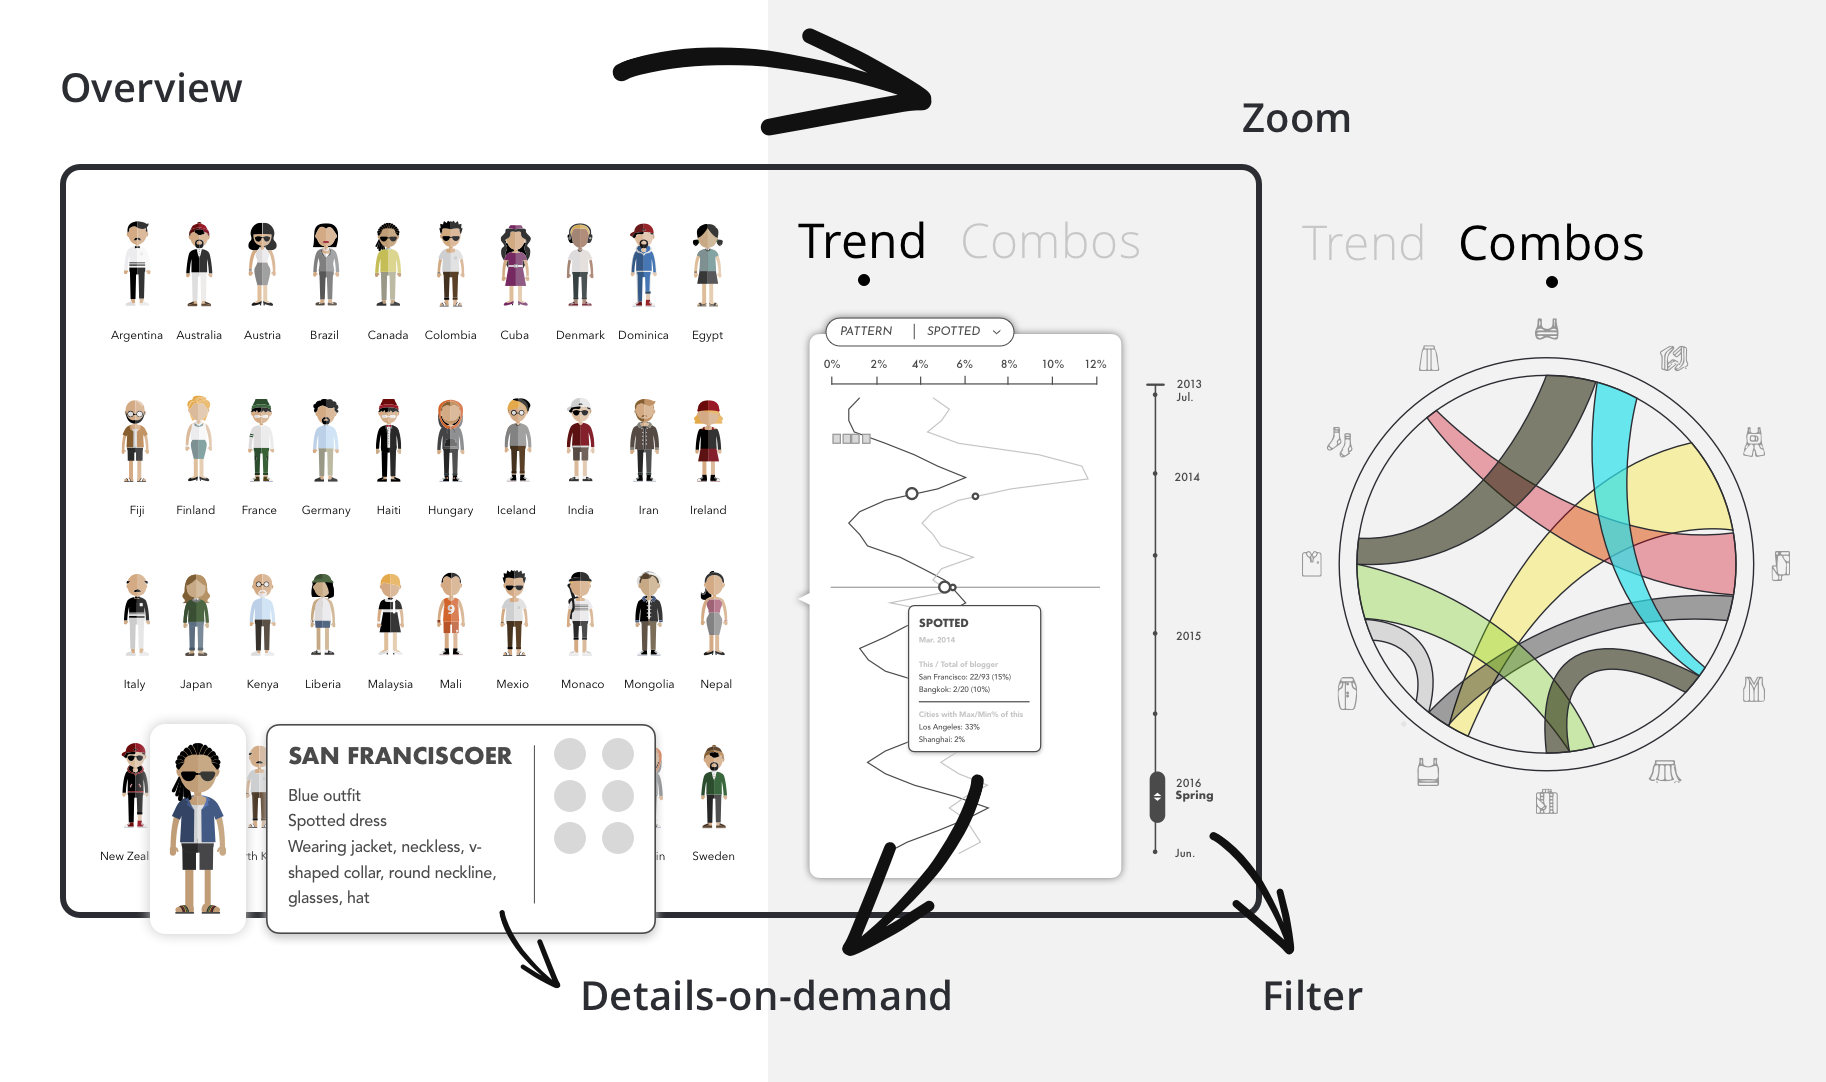 Overview
Zoom
Trend Combos
Trend Combos
PATTERN | SPOTTED
0% 2% 4% 6% 8% 10% 12%
2013
Jul.
2014
2015
2016
Spring
Jun.
Argentina Australia Austria Brazil Canada Colombia Cuba Denmark Dominica Egypt
Fiji Finland France Germany Haiti Hungary Iceland India Iran Ireland
Italy Japan Kenya Liberia Malaysia Mali Mexio Monaco Mongolia Nepal
9
New Zeal rth K in Sweden
SAN FRANCISCOER
Blue outfit
Spotted dress
Wearing jacket, neckless, v-
shaped collar, round neckline,
glasses, hat
SPOTTED
Mar. 2014
This / Total of blogger
San Francisco: 22/93 (15%)
Bangkok: 2/20 (10%)
Cities with Max/Min% of this
Los Angeles: 33%
Shanghai: 2%
Details-on-demand
Filter